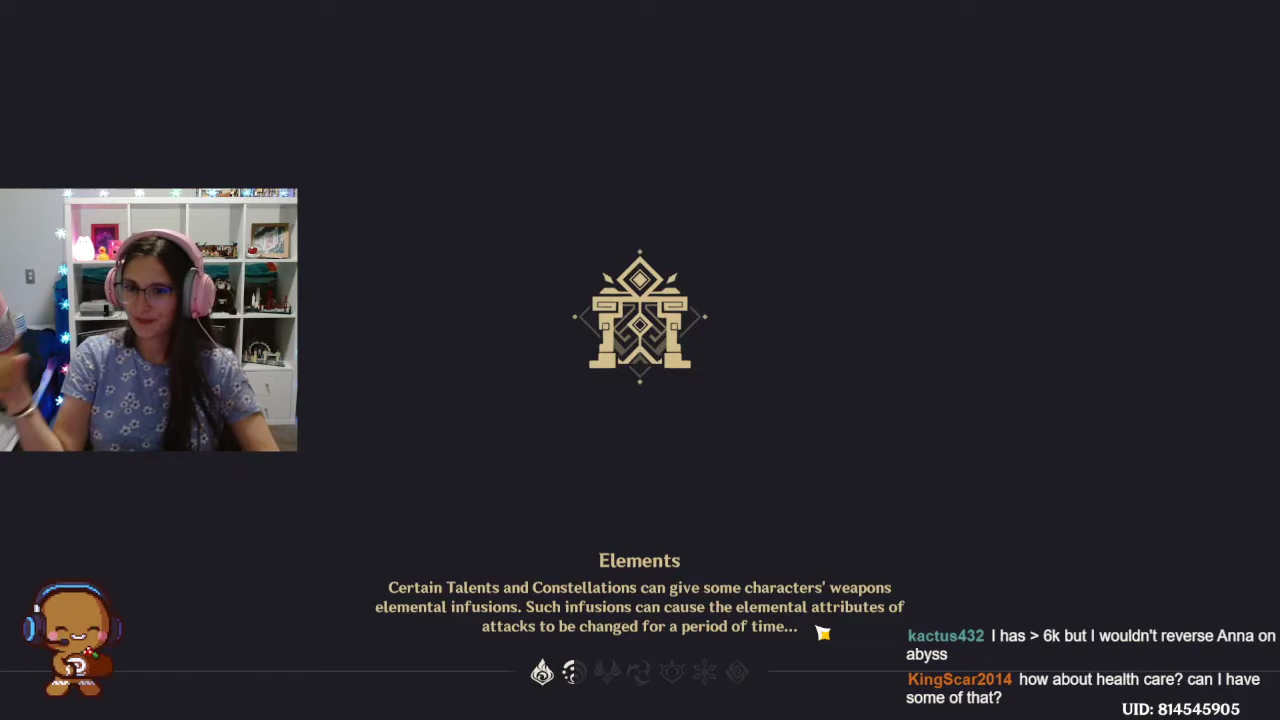 Elements
Certain Talents and Constellations can give some characters' weapons
elemental infusions. Such infusions can cause the elemental attributes of
attacks to be changed for a period of time...
kactus432 I has > 6k but I wouldn't reverse Anna on
abyss
KingScar2014 how about health care? can I have
some of that?
UID: 814545905